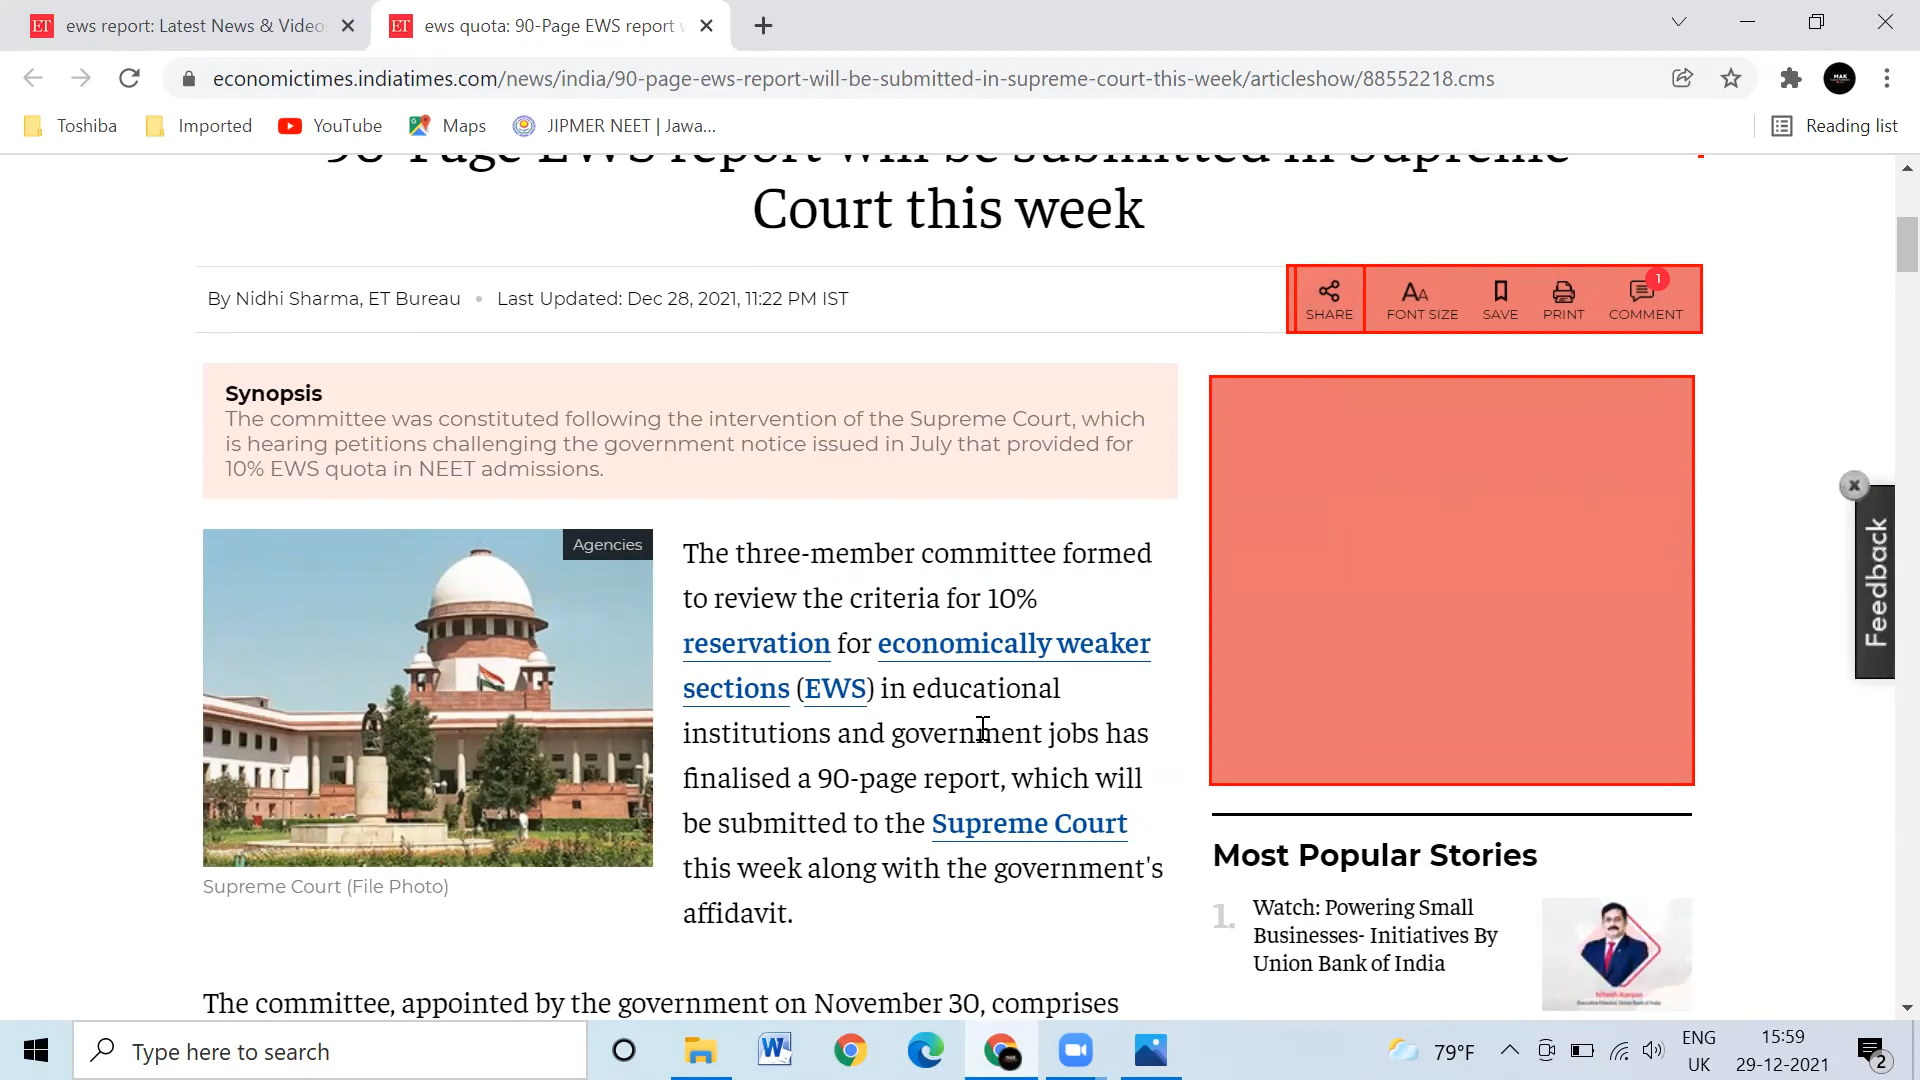 ews report: Latest News & Video
ews quota: 90-Page EWS report
economictimes.indiatimes.com/news/india/90-page-ews-report-will-be-submitted-in-supreme-court-this-week/articleshow/88552218.cms
Toshiba
Imported
YouTube
Maps
JIPMER NEET | Jawa...
Reading list
90-Page EWS report will be submitted in Supreme
Court this week
By Nidhi Sharma, ET Bureau • Last Updated: Dec 28, 2021, 11:22 PM IST
SHARE
FONT SIZE
SAVE
PRINT
1
COMMENT
Synopsis
The committee was constituted following the intervention of the Supreme Court, which
is hearing petitions challenging the government notice issued in July that provided for
10% EWS quota in NEET admissions.
Agencies
Supreme Court (File Photo)
The three-member committee formed
to review the criteria for 10%
reservation for economically weaker
sections (EWS) in educational
institutions and government jobs has
finalised a 90-page report, which will
be submitted to the Supreme Court
this week along with the government's
affidavit.
The committee, appointed by the government on November 30, comprises
Most Popular Stories
1.
Watch: Powering Small
Businesses- Initiatives By
Union Bank of India
Feedback
Type here to search
79°F
ENG
UK
15:59
29-12-2021
2